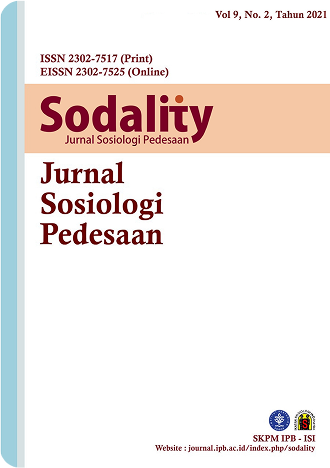 Vol 9, No. 2, Tahun 2021
ISSN 2302-7517 (Print)
EISSN 2302-7525 (Online)
Sodality
Jurnal Sosiologi Pedesaan
Jurnal
Sosiologi
Pedesaan
SKPM IPB - ISI
Website : journal.ipb.ac.id/index.php/sodality